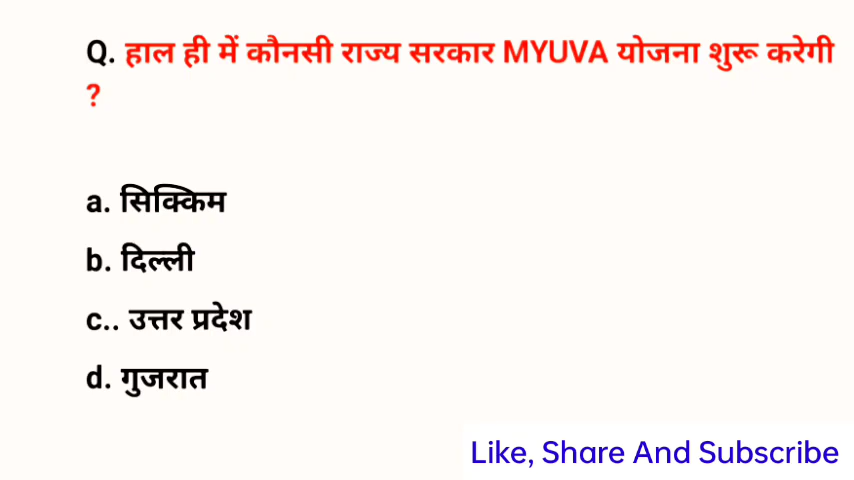 Q. हाल ही में कौनसी राज्य सरकार MYUVA योजना शुरू करेगी
?
a. सिक्किम
b. दिल्ली
c.. उत्तर प्रदेश
d. गुजरात
Like, Share And Subscribe